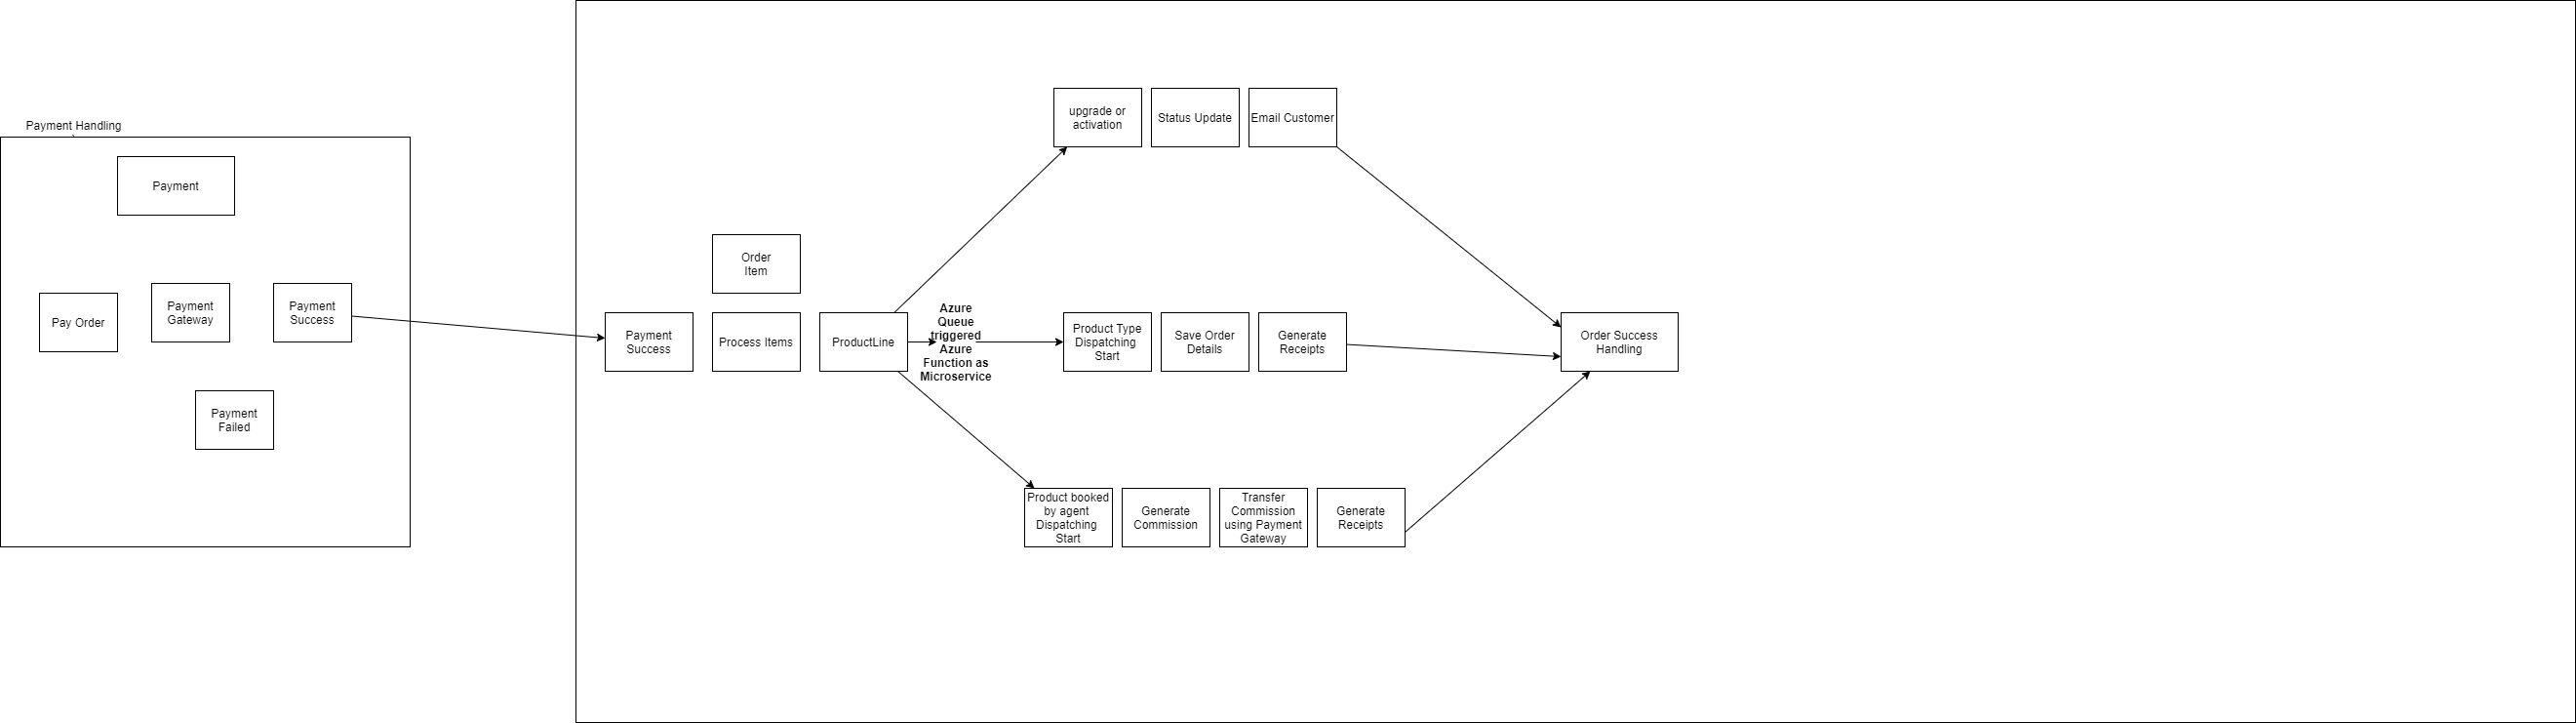 Payment Handling
Payment
Pay Order
Payment
Gateway
Payment
Success
Payment
Failed
Payment
Success
Order
Item
Process Items
ProductLine
Azure
Queue
triggered
Azure
Function as
Microservice
upgrade or
activation
Status Update
Email Customer
Product Type
Dispatching
Start
Save Order
Details
Generate
Receipts
Product booked
by agent
Dispatching
Start
Generate
Commission
Transfer
Commission
using Payment
Gateway
Generate
Receipts
Order Success
Handling